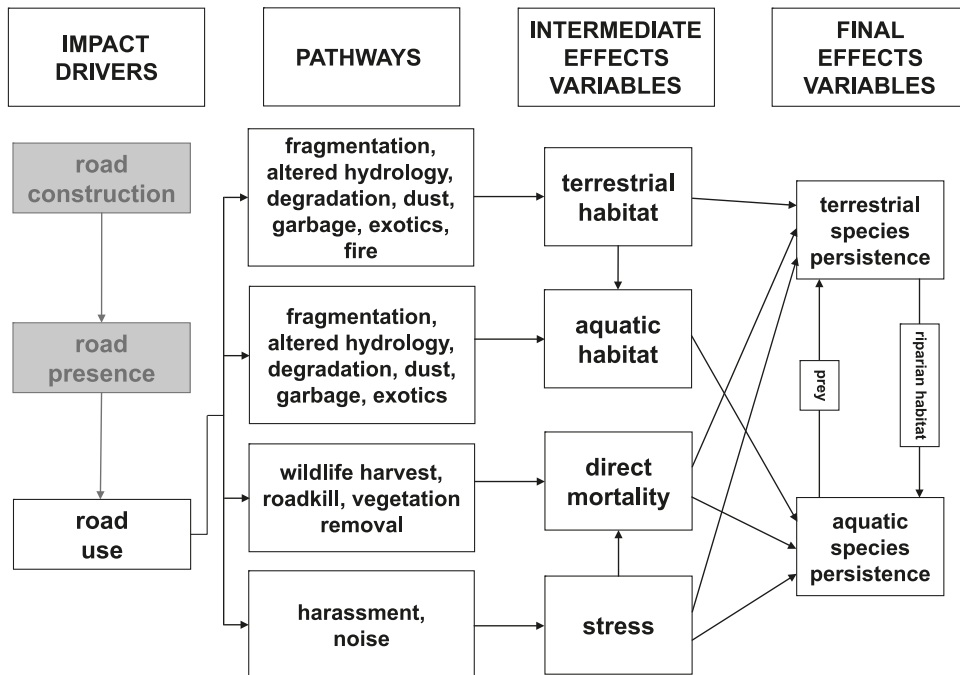 IMPACT
DRIVERS
PATHWAYS
INTERMEDIATE
EFFECTS
VARIABLES
FINAL
EFFECTS
VARIABLES
road
construction
road
presence
road
use
fragmentation,
altered hydrology,
degradation, dust,
garbage, exotics,
fire
fragmentation,
altered hydrology,
degradation, dust,
garbage, exotics
wildlife harvest,
roadkill, vegetation
removal
harassment,
noise
terrestrial
habitat
aquatic
habitat
direct
mortality
stress
terrestrial
species
persistence
prey
riparian habitat
aquatic
species
persistence